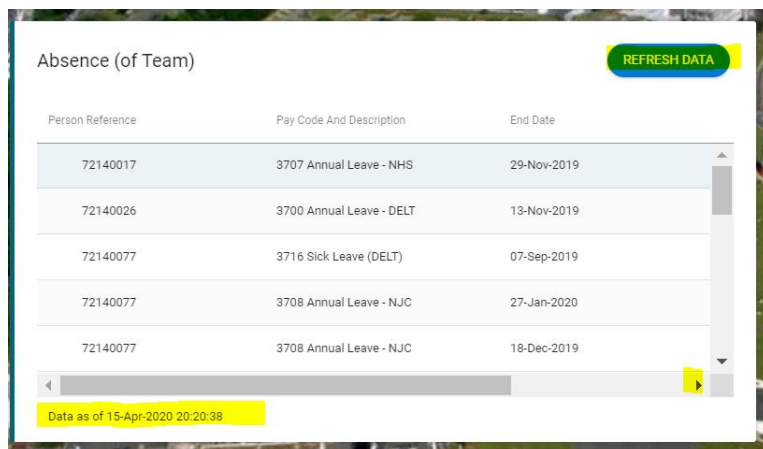 Absence (of Team)
REFRESH DATA
Person Reference Pay Code And Description End Date
72140017 3707 Annual Leave - NHS 29-Nov-2019
72140026 3700 Annual Leave - DELT 13-Nov-2019
72140077 3716 Sick Leave (DELT) 07-Sep-2019
72140077 3708 Annual Leave - NJC 27-Jan-2020
72140077 3708 Annual Leave - NJC 18-Dec-2019
Data as of 15-Apr-2020 20:20:38